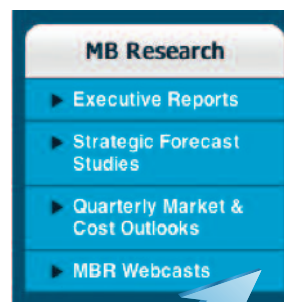 MB Research
Executive Reports
Strategic Forecast
Studies
Quarterly Market &
Cost Outlooks
MBR Webcasts